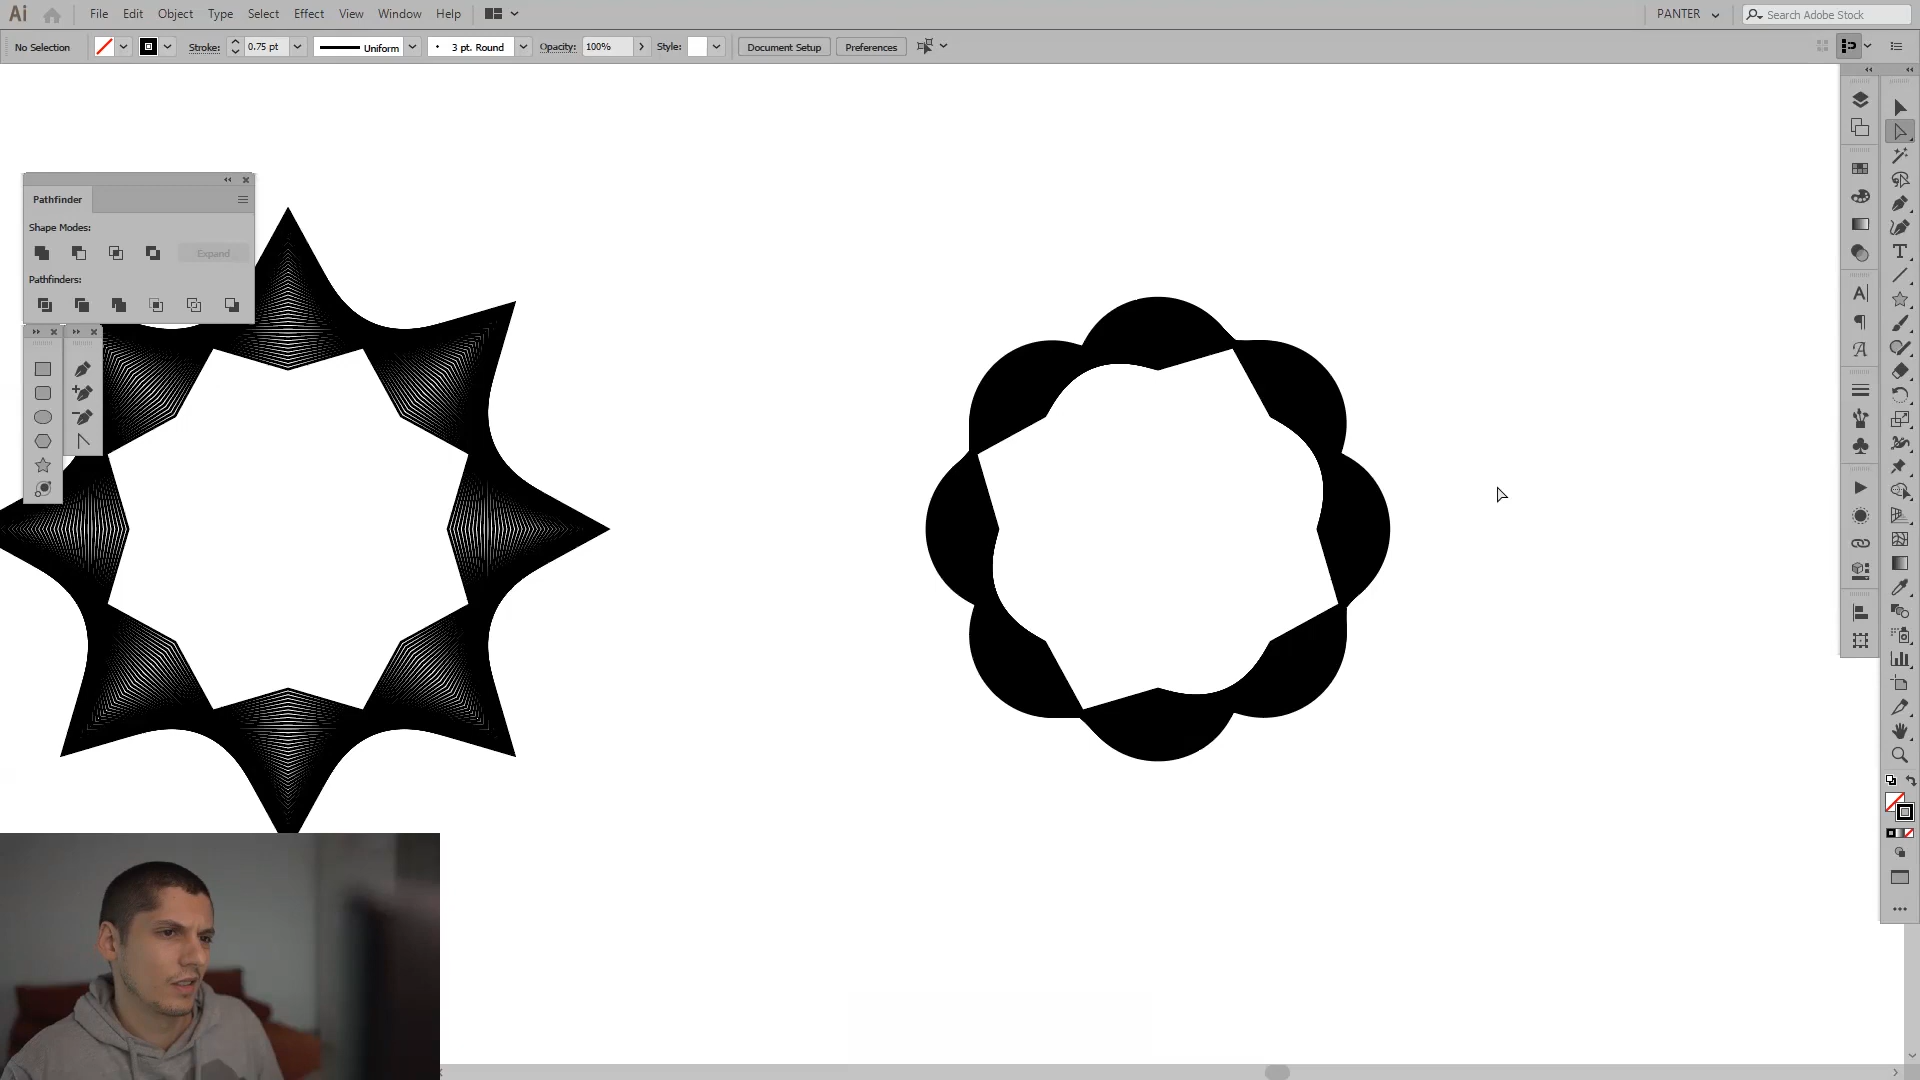 Ai File Edit Object Type Select Effect View Window Help PANTER Search Adobe Stock
No Selection Stroke: 0.75 pt Uniform 3 pt. Round Opacity: 100% Style: Document Setup Preferences
Pathfinder
Shape Modes:
Expand
Pathfinders: